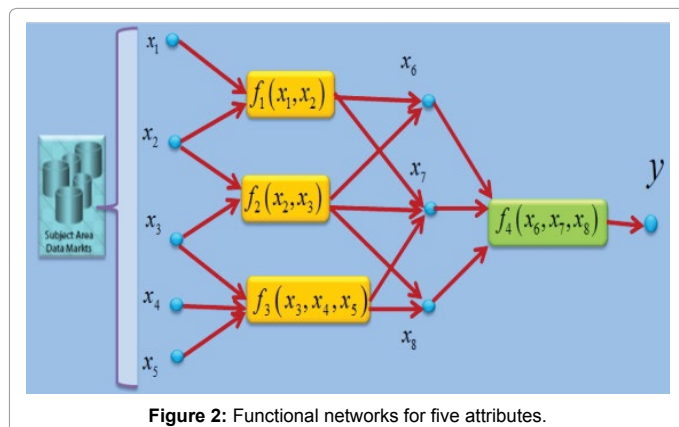 x₁
x₂
x₃
x₄
x₅
Subject Area
Data Markts
f₁(x₁,x₂)
f₂(x₂,x₃)
f₃(x₃,x₄,x₅)
x₆
x₇
x₈
f₄(x₆,x₇,x₈)
y
Figure 2: Functional networks for five attributes.